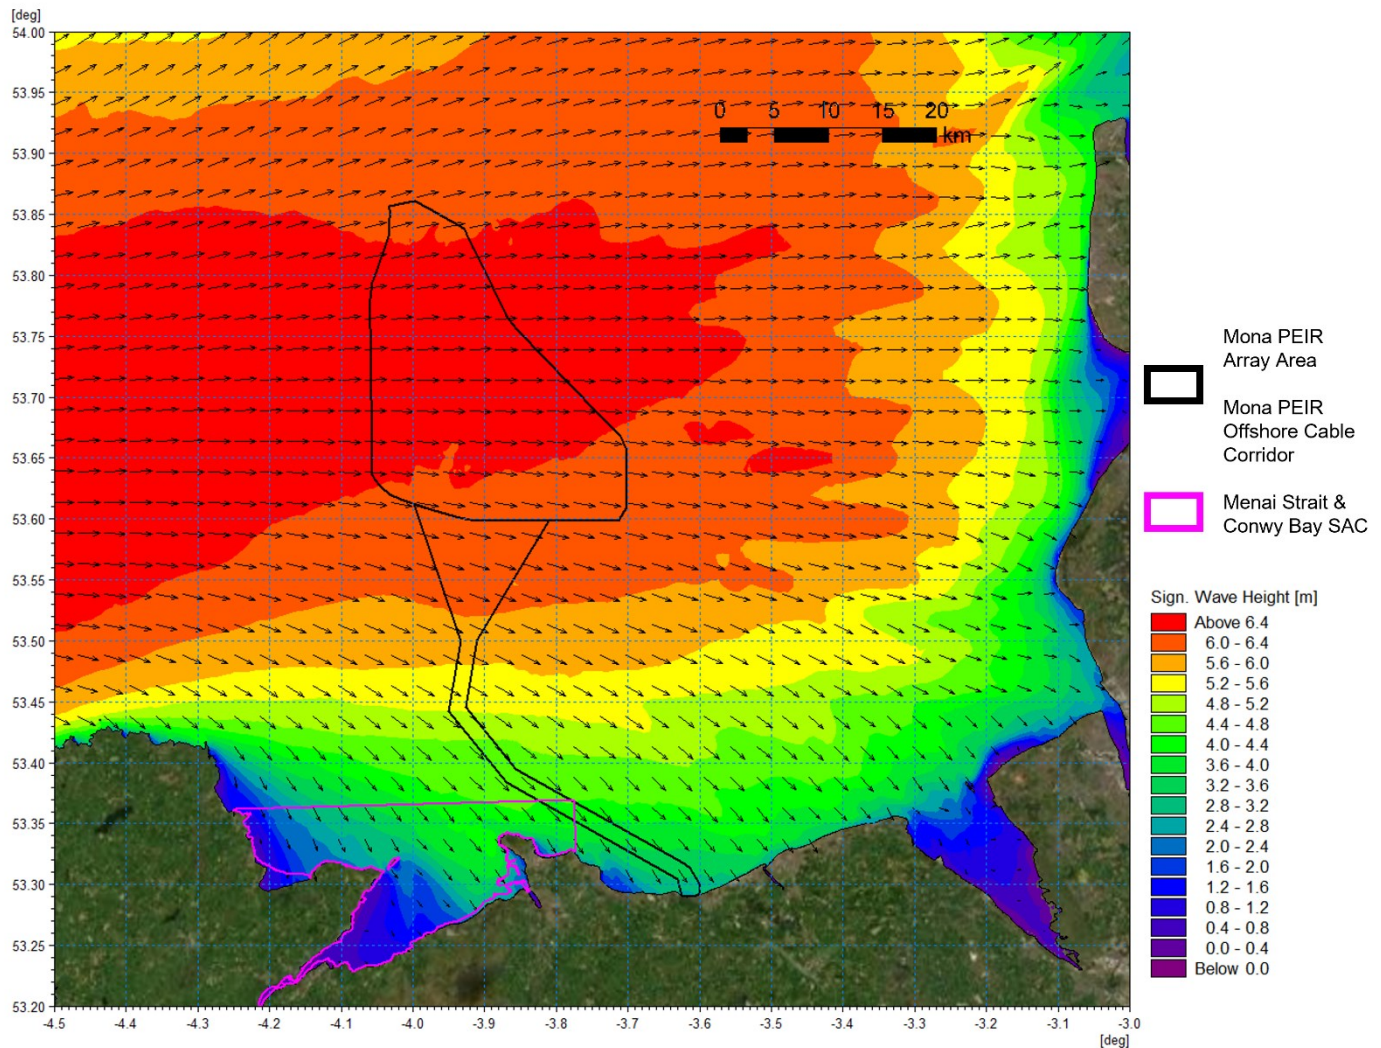 [deg]
54.00
53.95
53.90
53.85
53.80
53.75
53.70
53.65
53.60
53.55
53.50
53.45
53.40
53.35
53.30
53.25
53.20
-4.5 -4.4 -4.3 -4.2 -4.1 -4.0 -3.9 -3.8 -3.7 -3.6 -3.5 -3.4 -3.3 -3.2 -3.1 -3.0
[deg]
0 5 10 15 20
km
Mona PEIR
Array Area
Mona PEIR
Offshore Cable
Corridor
Menai Strait &
Conwy Bay SAC
Sign. Wave Height [m]
Above 6.4
6.0 - 6.4
5.6 - 6.0
5.2 - 5.6
4.8 - 5.2
4.4 - 4.8
4.0 - 4.4
3.6 - 4.0
3.2 - 3.6
2.8 - 3.2
2.4 - 2.8
2.0 - 2.4
1.6 - 2.0
1.2 - 1.6
0.8 - 1.2
0.4 - 0.8
0.0 - 0.4
Below 0.0